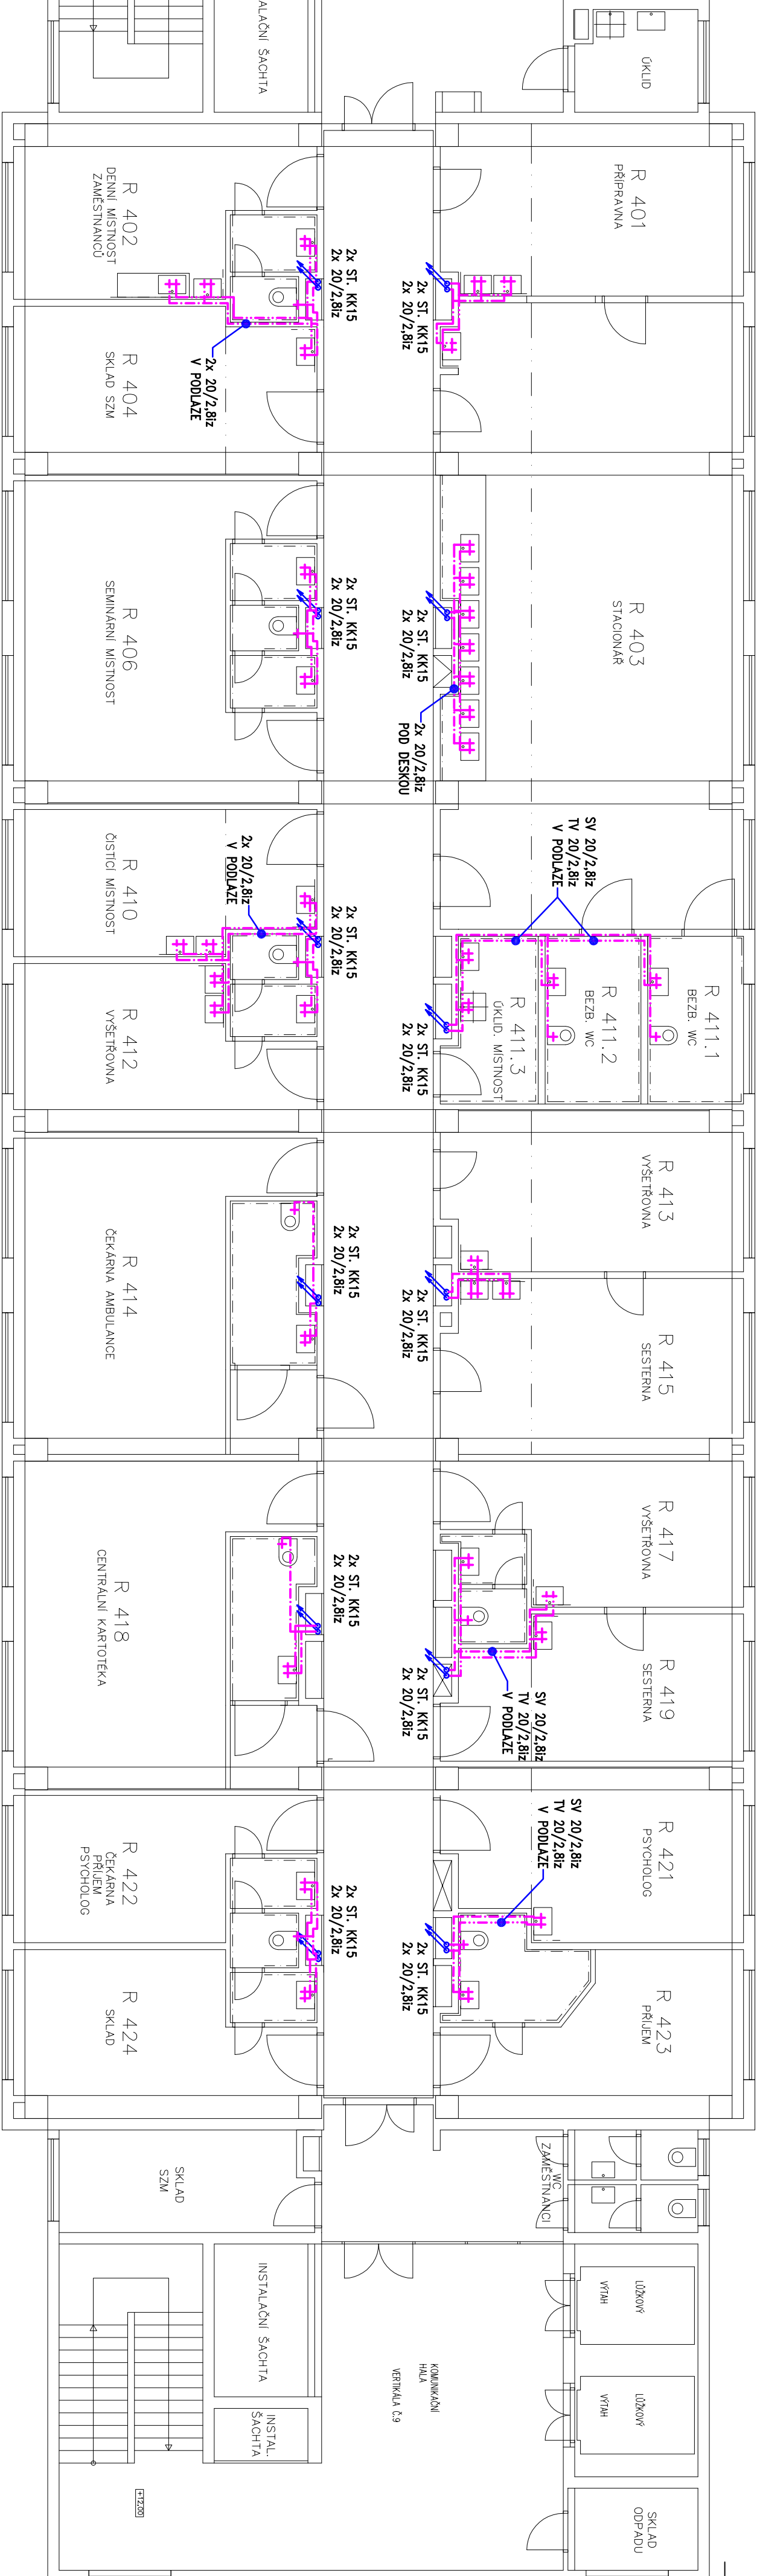 ALAČNÍ ŠACHTA
ÚKLID
R 401
PŘÍPRAVNA
R 402
DENNÍ MÍSTNOST
ZAMĚSTNANCŮ
2x ST. KK15
2x 20/2,8iz
2x ST. KK15
2x 20/2,8iz
R 404
SKLAD SZM
2x 20/2,8iz
V PODLAZE
R 403
STACIONÁŘ
R 406
SEMINÁRNÍ MÍSTNOST
2x ST. KK15
2x 20/2,8iz
2x ST. KK15
2x 20/2,8iz
2x 20/2,8iz
POD DESKOU
SV 20/2,8iz
TV 20/2,8iz
V PODLAZE
2x 20/2,8iz
V PODLAZE
R 410
ČISTÍCÍ MÍSTNOST
2x ST. KK15
2x 20/2,8iz
R 411.1
BEZB. WC
R 411.2
BEZB. WC
R 411.3
ÚKLID. MÍSTNOST
2x ST. KK15
2x 20/2,8iz
R 412
VYŠETŘOVNA
R 413
VYŠETŘOVNA
R 414
ČEKÁRNA AMBULANCE
2x ST. KK15
2x 20/2,8iz
2x ST. KK15
2x 20/2,8iz
R 415
SESTERNA
R 417
VYŠETŘOVNA
R 418
CENTRÁLNÍ KARTOTÉKA
2x ST. KK15
2x 20/2,8iz
2x ST. KK15
2x 20/2,8iz
R 419
SESTERNA
SV 20/2,8iz
TV 20/2,8iz
V PODLAZE
SV 20/2,8iz
TV 20/2,8iz
V PODLAZE
R 421
PSYCHOLOG
R 422
ČEKÁRNA
PŘÍJEM
PSYCHOLOG
2x ST. KK15
2x 20/2,8iz
2x ST. KK15
2x 20/2,8iz
R 423
PŘÍJEM
R 424
SKLAD
SKLAD
SZM
WC
ZAMĚSTNANCI
INSTALAČNÍ ŠACHTA
LŮŽKOVÝ
VÝTAH
LŮŽKOVÝ
VÝTAH
KOMUNIKAČNÍ
HALA
VERTIKÁLA Č.9
INSTAL.
ŠACHTA
+12,00
SKLAD
ODPADU